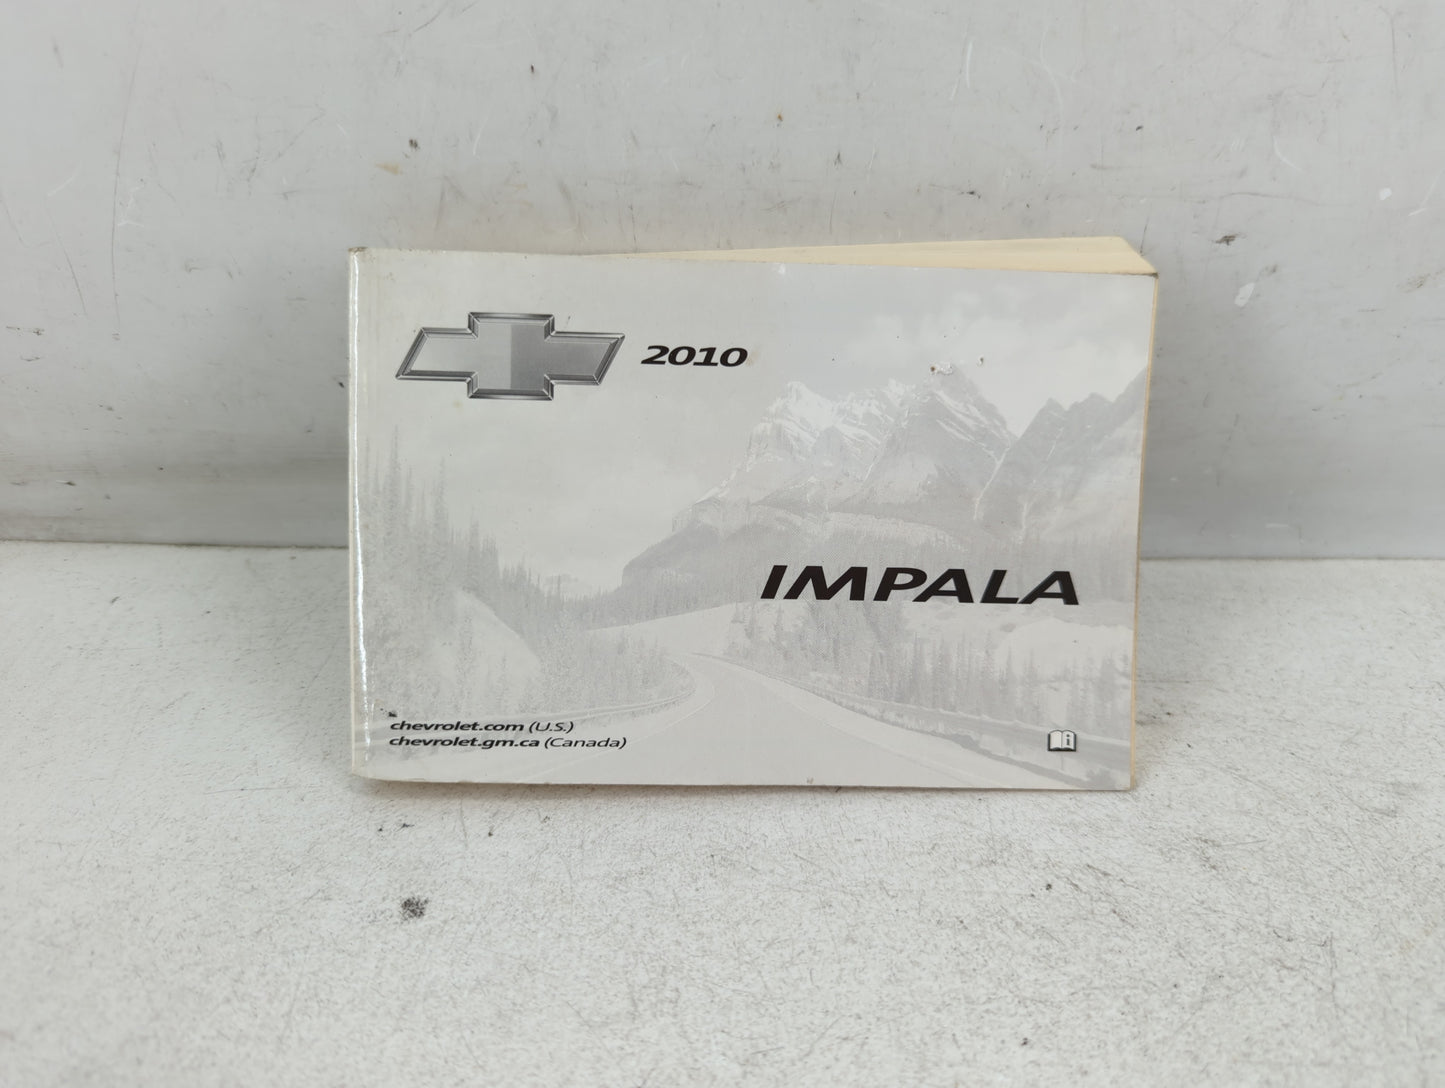 2010
IMPALA
chevrolet.com (U.S.)
chevrolet.gm.ca (Canada)
i